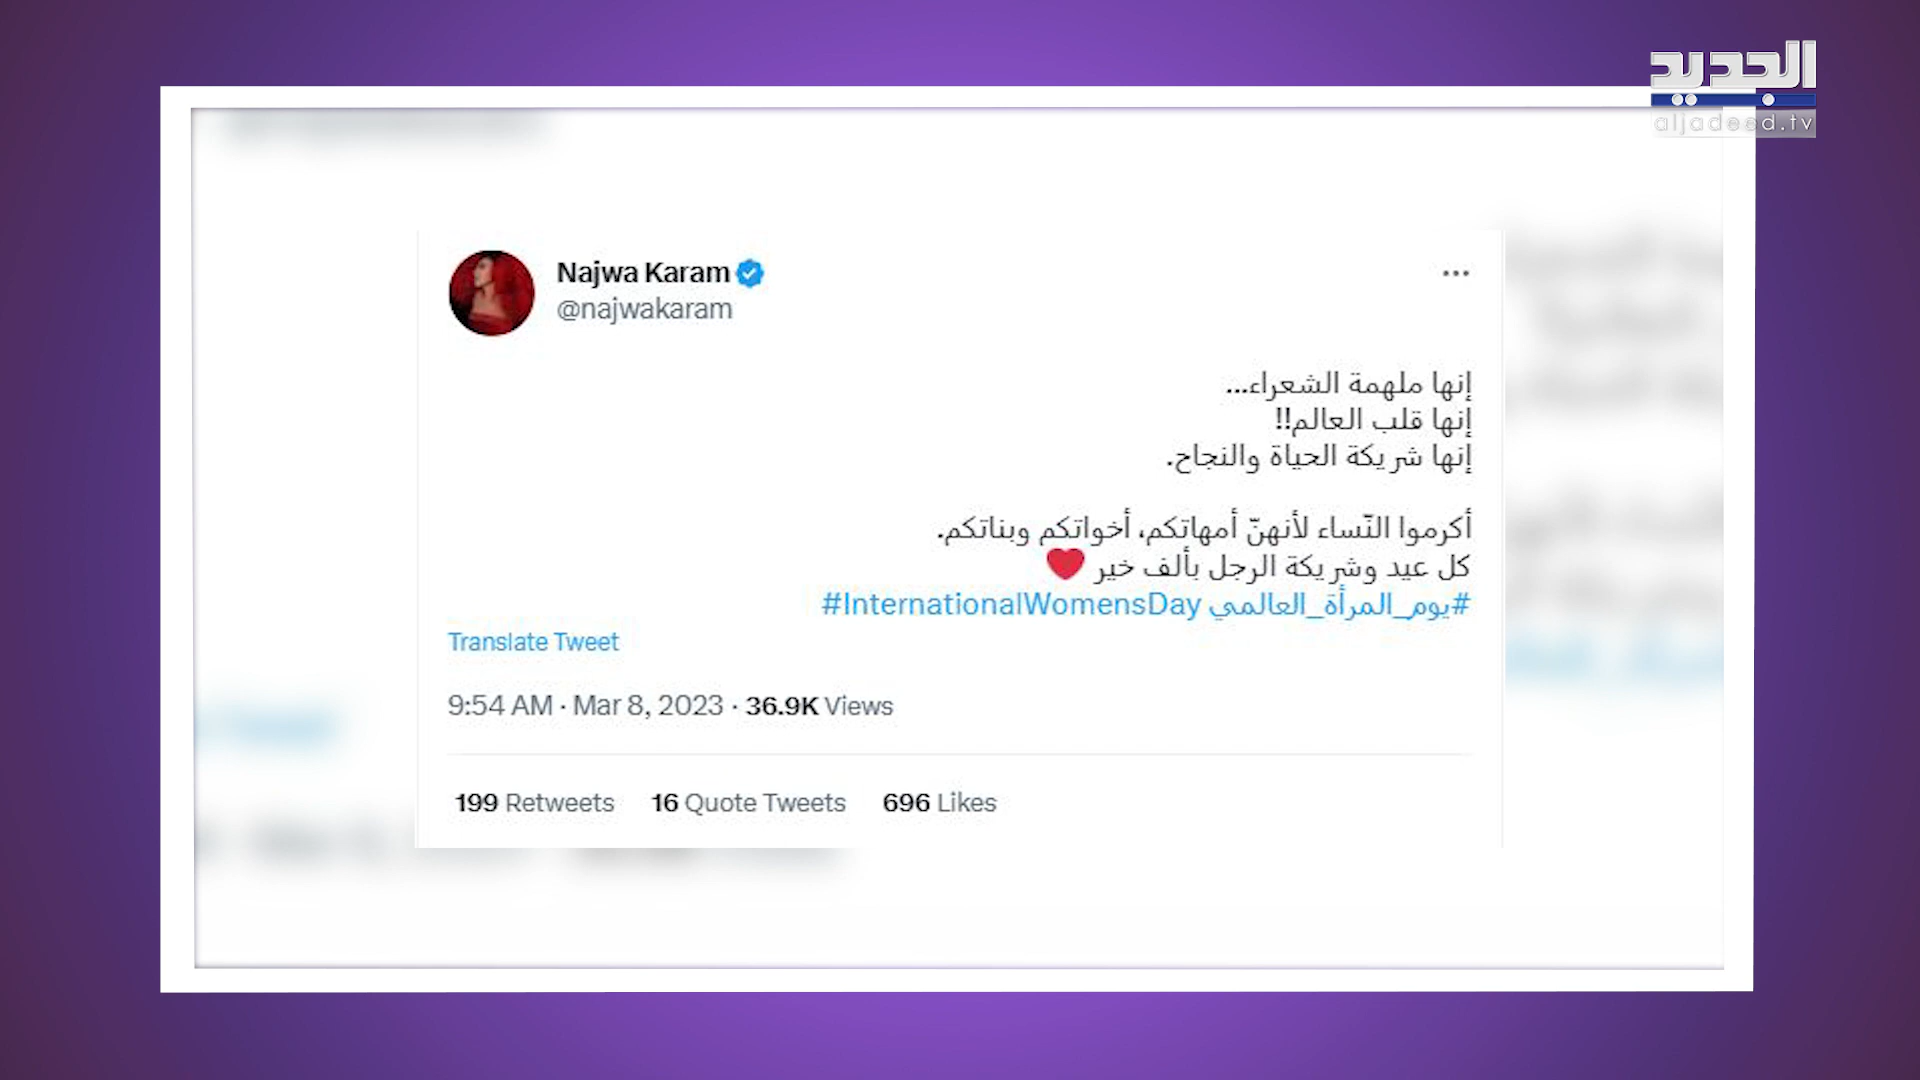 الجديد
aljadeed.tv
Najwa Karam
@najwakaram
إنها ملهمة الشعراء...
إنها قلب العالم!!
إنها شريكة الحياة والنجاح.
أكرموا النّساء لأنهنّ أمهاتكم، أخواتكم وبناتكم.
كل عيد وشريكة الرجل بألف خير ❤️
#يوم_المرأة_العالمي #InternationalWomensDay
Translate Tweet
9:54 AM · Mar 8, 2023 · 36.9K Views
199 Retweets 16 Quote Tweets 696 Likes